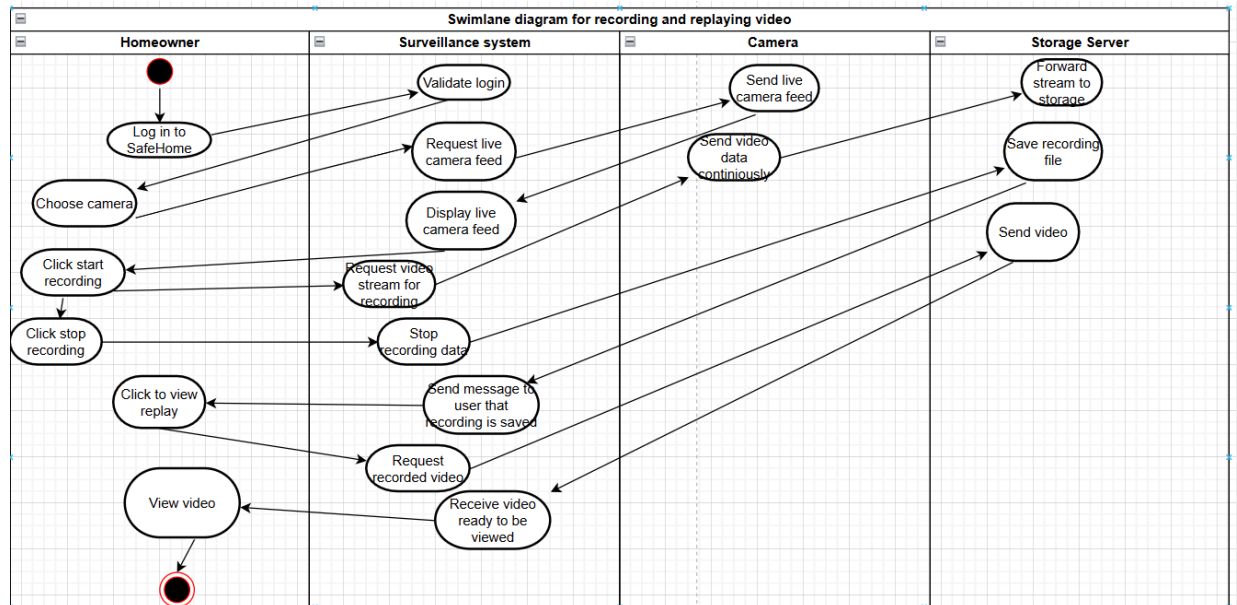 Swimlane diagram for recording and replaying video
Homeowner
Surveillance system
Camera
Storage Server
Log in to
SafeHome
Choose camera
Click start
recording
Click stop
recording
Click to view
replay
View video
Validate login
Request live
camera feed
Display live
camera feed
Request video
stream for
recording
Stop
recording data
Send message to
user that
recording is saved
Request
recorded video
Receive video
ready to be
viewed
Send live
camera feed
Send video
data
continiously
Forward
stream to
storage
Save recording
file
Send video